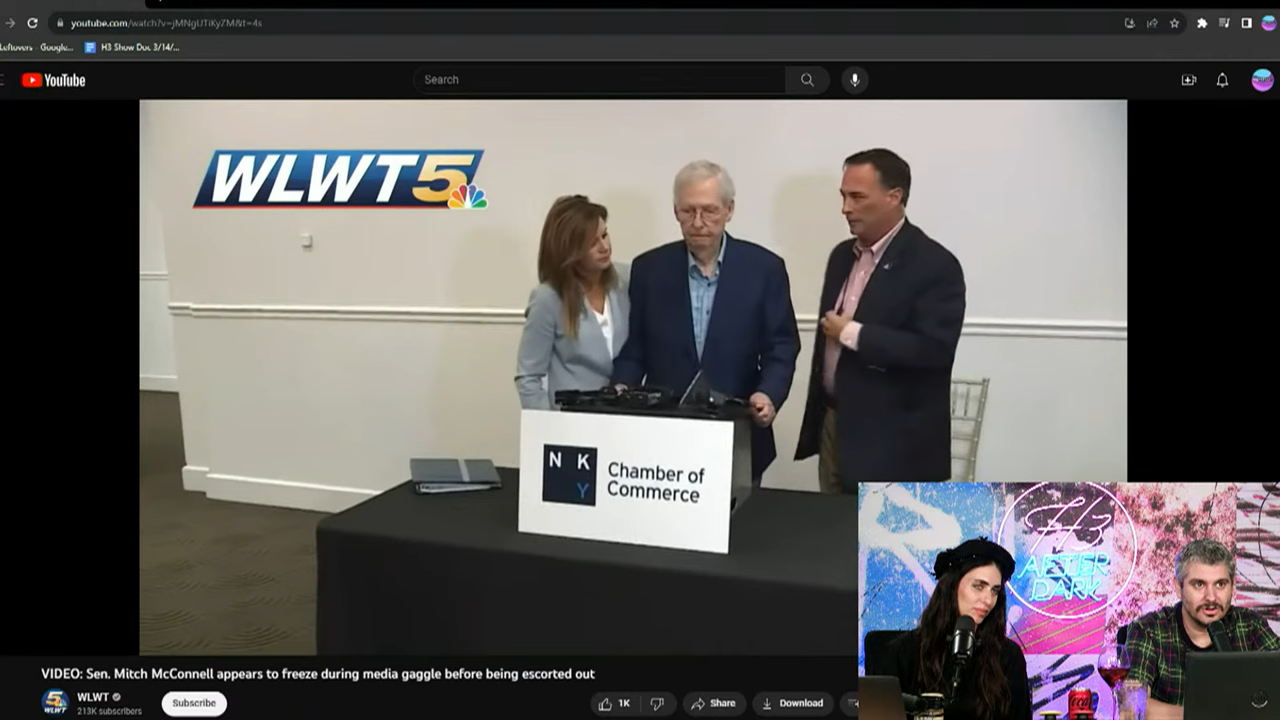 youtube.com/watch?v=jMNgUTiKyZM&t=4s
Leftovers - Google...
H3 Show Doc 3/14/...
YouTube
Search
WLWT5
N K
Y
Chamber of
Commerce
H3
AFTER
DARK
VIDEO: Sen. Mitch McConnell appears to freeze during media gaggle before being escorted out
WLWT
213K subscribers
Subscribe
1K
Share
Download
5
WLWT